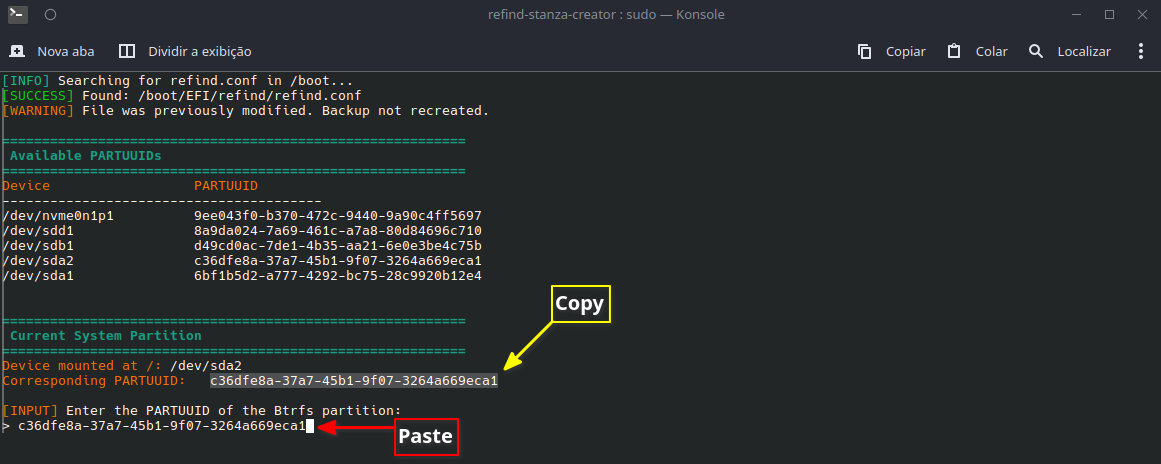 refind-stanza-creator : sudo — Konsole
Nova aba Dividir a exibição Copiar Colar Localizar
[INFO] Searching for refind.conf in /boot...
[SUCCESS] Found: /boot/EFI/refind/refind.conf
[WARNING] File was previously modified. Backup not recreated.
==========================================================
Available PARTUUIDs
==========================================================
Device PARTUUID
----------------------------------------
/dev/nvme0n1p1 9ee043f0-b370-472c-9440-9a90c4ff5697
/dev/sdd1 8a9da024-7a69-461c-a7a8-80d84696c710
/dev/sdb1 d49cd0ac-7de1-4b35-aa21-6e0e3be4c75b
/dev/sda2 c36dfe8a-37a7-45b1-9f07-3264a669eca1
/dev/sda1 6bf1b5d2-a777-4292-bc75-28c9920b12e4
Copy
==========================================================
Current System Partition
==========================================================
Device mounted at /: /dev/sda2
Corresponding PARTUUID: c36dfe8a-37a7-45b1-9f07-3264a669eca1
[INPUT] Enter the PARTUUID of the Btrfs partition:
> c36dfe8a-37a7-45b1-9f07-3264a669eca1
Paste